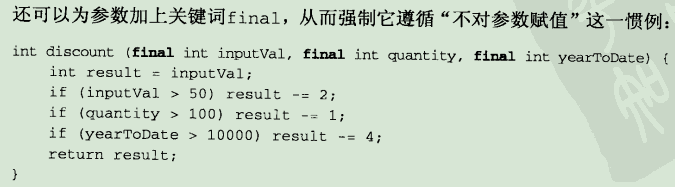 还可以为参数加上关键词final，从而强制它遵循“不对参数赋值”这一惯例：
int discount (final int inputVal, final int quantity, final int yearToDate) {
    int result = inputVal;
    if (inputVal > 50) result -= 2;
    if (quantity > 100) result -= 1;
    if (yearToDate > 10000) result -= 4;
    return result;
}